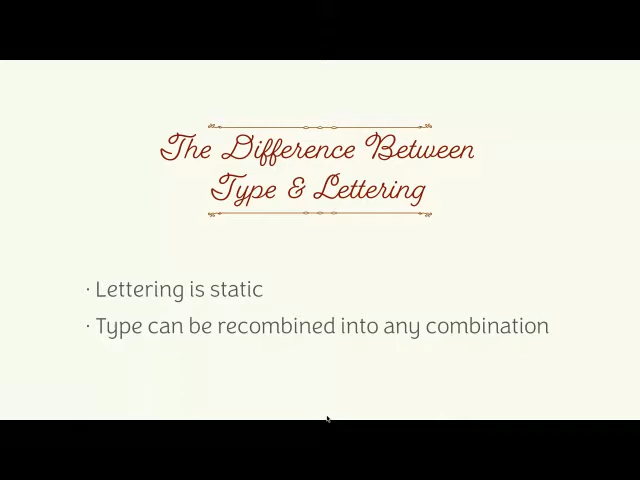 The Difference Between
Type & Lettering
· Lettering is static
· Type can be recombined into any combination